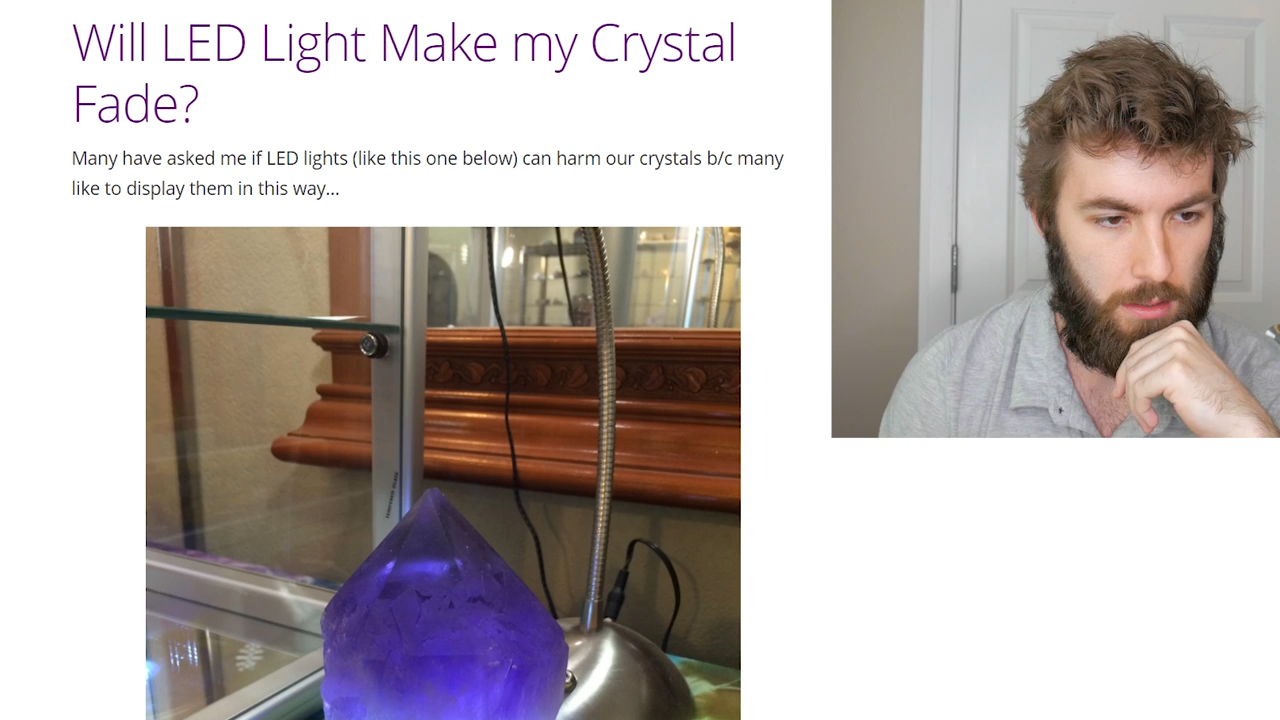 Will LED Light Make my Crystal
Fade?
Many have asked me if LED lights (like this one below) can harm our crystals b/c many
like to display them in this way...